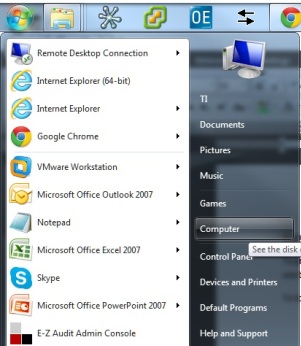 OE
Remote Desktop Connection
Internet Explorer (64-bit)
Internet Explorer
Google Chrome
VMware Workstation
Microsoft Office Outlook 2007
Notepad
Microsoft Office Excel 2007
Skype
Microsoft Office PowerPoint 2007
E-Z Audit Admin Console
TI
Documents
Pictures
Music
Games
Computer
See the disk
Control Panel
Devices and Printers
Default Programs
Help and Support